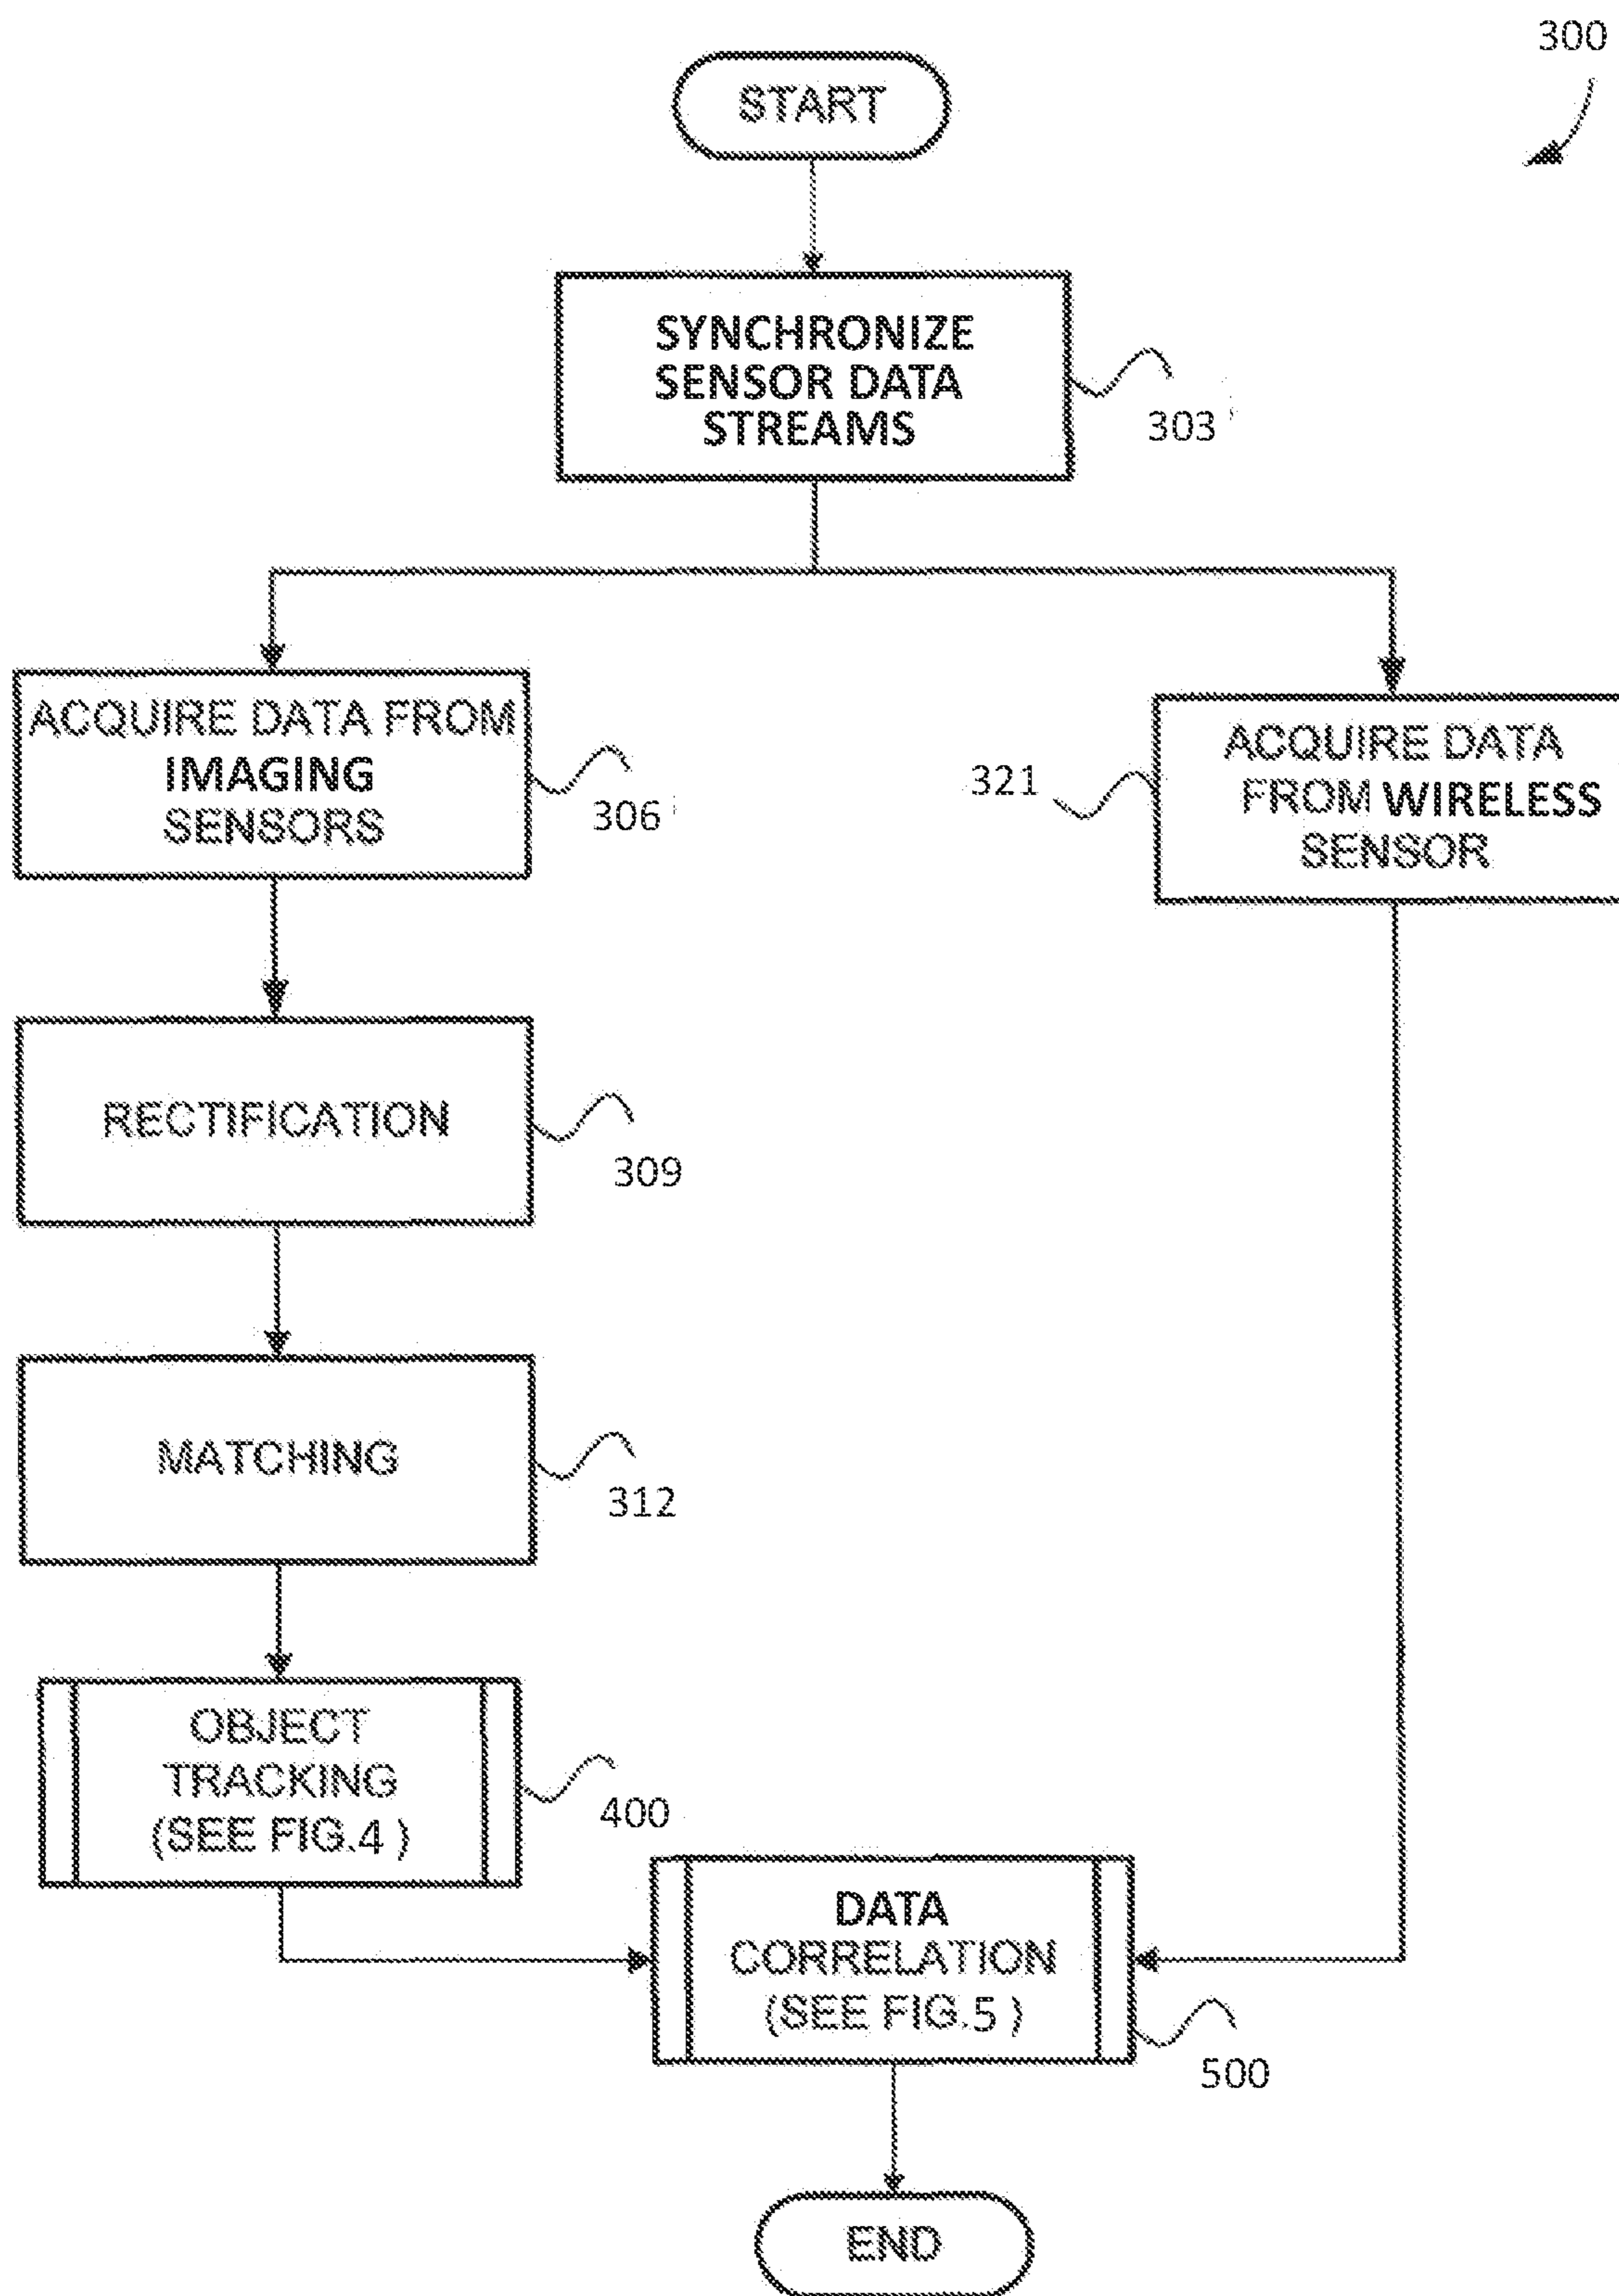 300
START
SYNCHRONIZE
SENSOR DATA
STREAMS
303
ACQUIRE DATA FROM
IMAGING
SENSORS
306
321
ACQUIRE DATA
FROM WIRELESS
SENSOR
RECTIFICATION
309
MATCHING
312
OBJECT
TRACKING
(SEE FIG.4 )
400
DATA
CORRELATION
(SEE FIG.5 )
500
END